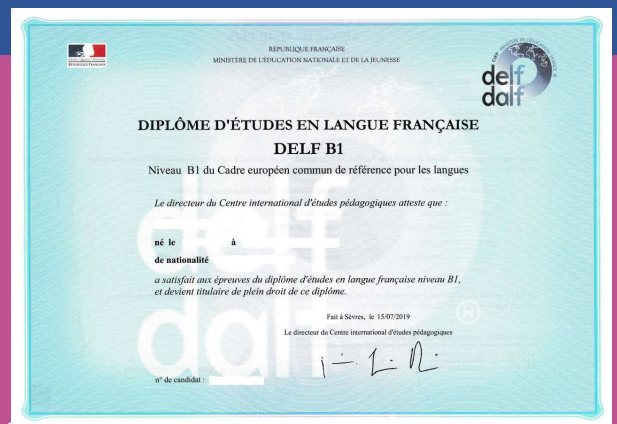 RÉPUBLIQUE FRANÇAISE
MINISTÈRE DE L'ÉDUCATION NATIONALE ET DE LA JEUNESSE
RÉPUBLIQUE FRANÇAISE
delf
dalf
DIPLÔME D'ÉTUDES EN LANGUE FRANÇAISE
DELF B1
Niveau B1 du Cadre européen commun de référence pour les langues
Le directeur du Centre international d'études pédagogiques atteste que :
né le à
de nationalité
a satisfait aux épreuves du diplôme d'études en langue française niveau B1,
et devient titulaire de plein droit de ce diplôme.
Fait à Sèvres, le 15/07/2019
Le directeur du Centre international d'études pédagogiques
n° de candidat :
delf
dalf